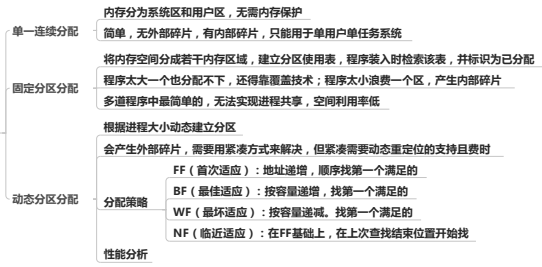 单一连续分配
内存分为系统区和用户区，无需内存保护
简单，无外部碎片，有内部碎片，只能用于单用户单任务系统
固定分区分配
将内存空间分成若干内存区域，建立分区使用表，程序装入时检索该表，并标识为已分配
程序太大一个也分配不下，还得靠覆盖技术；程序太小浪费一个区，产生内部碎片
多道程序中最简单的，无法实现进程共享，空间利用率低
动态分区分配
根据进程大小动态建立分区
会产生外部碎片，需要用紧凑方式来解决，但紧凑需要动态重定位的支持且费时
分配策略
FF（首次适应）：地址递增，顺序找第一个满足的
BF（最佳适应）：按容量递增，找第一个满足的
WF（最坏适应）：按容量递减。找第一个满足的
NF（临近适应）：在FF基础上，在上次查找结束位置开始找
性能分析